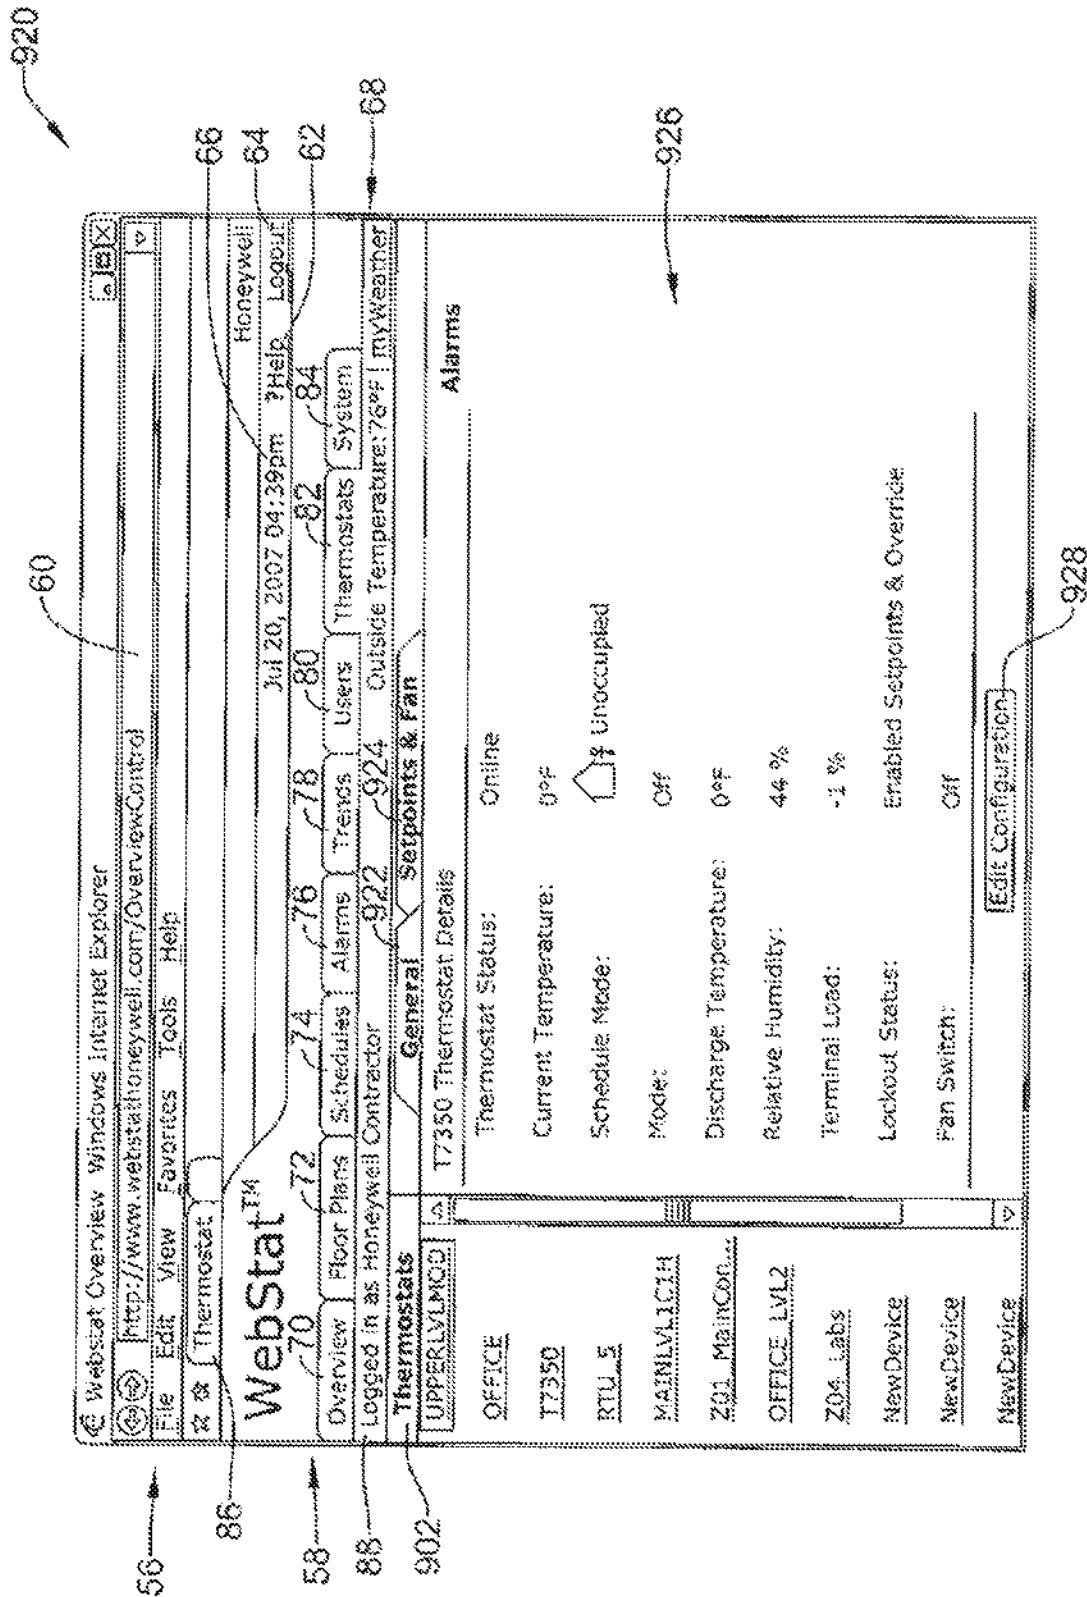 920
Webstat Overview Windows Internet Explorer
http://www.webstathoneywell.com/OverviewControl
60
File Edit View Favorites Tools Help
56
Thermostat
86
WebStat™
Honeywell
66
Jul 20, 2007 04:39pm ?Help Logout
64
62
58
70 72 74 76 78 80 82 84
Overview Floor Plans Schedules Alarms Trends Users Thermostats System
Logged in as Honeywell Contractor Outside Temperature:76ºF | myWeather
88
68
922 924
902
Thermostats General Setpoints & Fan
UPPERLVLMOD
OFFICE
T7350
RTU_5
MAINLVL1C1H
Z01_MainCon...
OFFICE_LVL2
Z04_Labs
NewDevice
NewDevice
NewDevice
T7350 Thermostat Details
Alarms
Thermostat Status: Online
Current Temperature: 0ºF
Schedule Mode: Unoccupied
Mode: Off
Discharge Temperature: 0ºF
Relative Humidity: 44 %
Terminal Load: -1 %
Lockout Status: Enabled Setpoints & Override
Fan Switch: Off
926
Edit Configuration
928